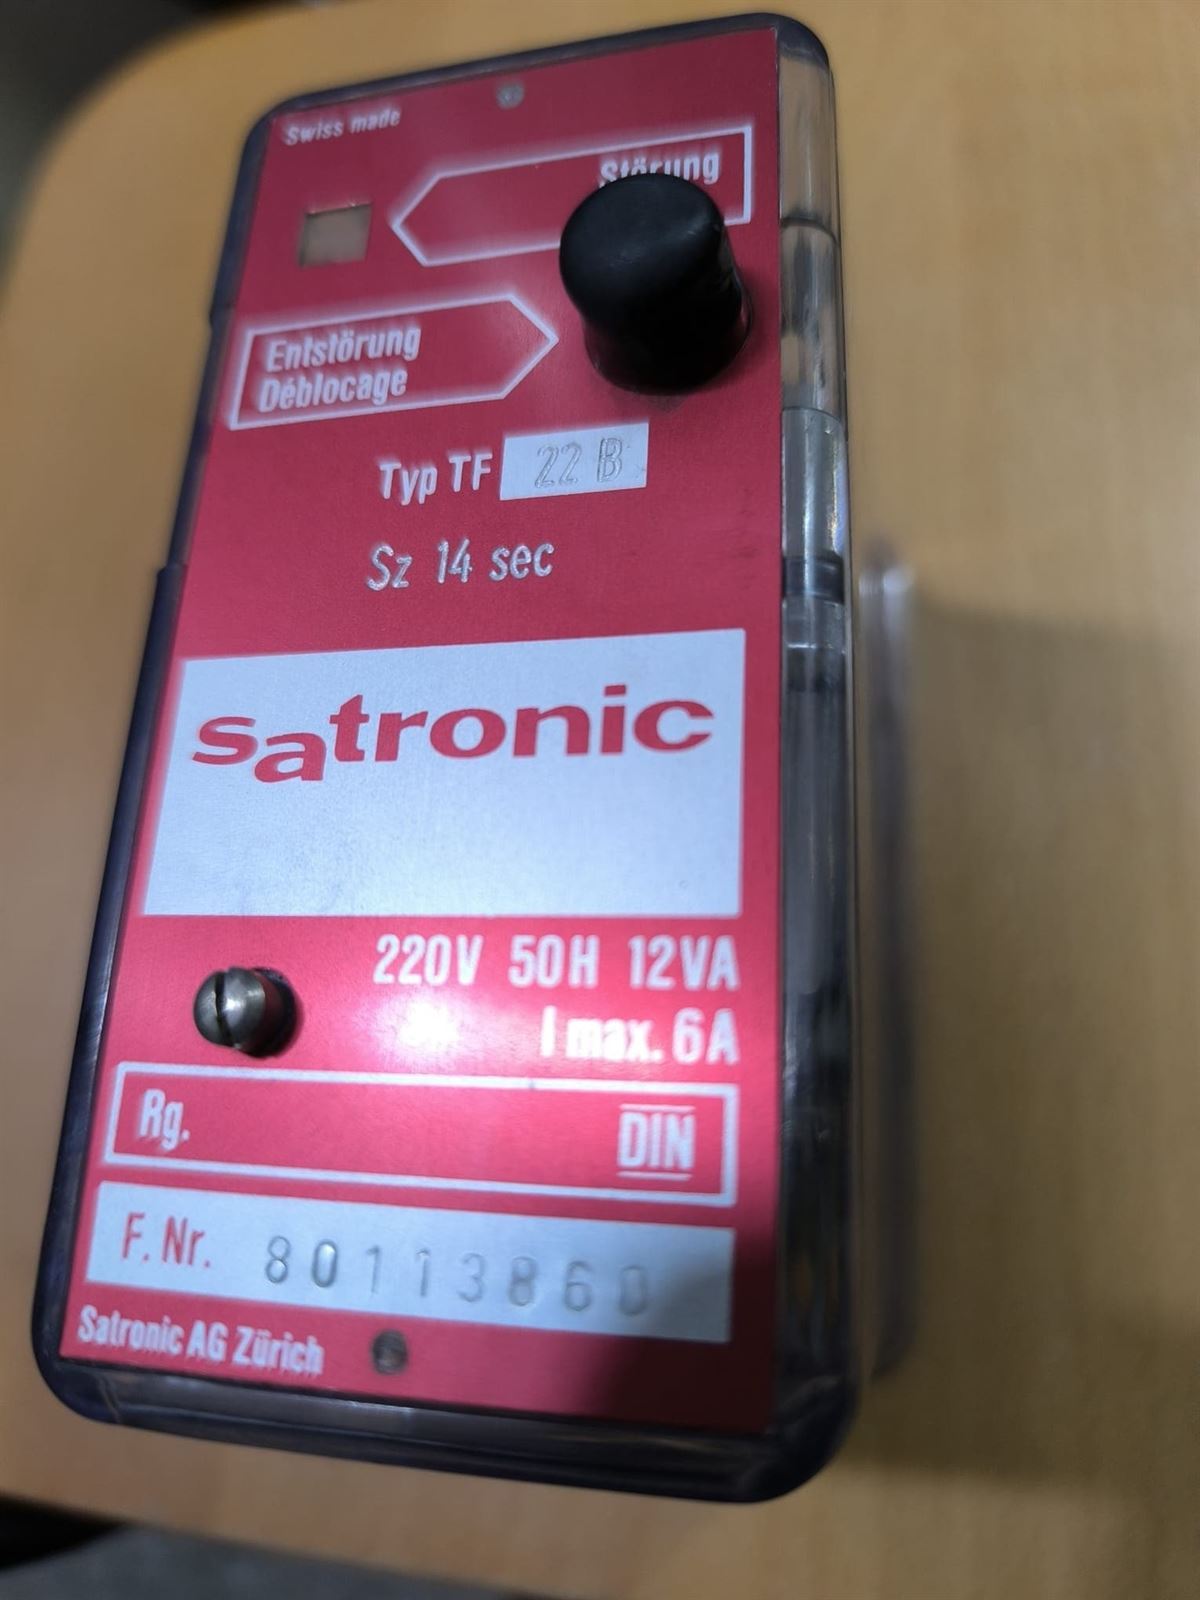 Swiss made
Störung
Entstörung
Déblocage
Typ TF 22 B
Sz 14 sec
satronic
220V 50H 12VA
I max. 6A
Rg. DIN
F. Nr. 80113860
Satronic AG Zürich